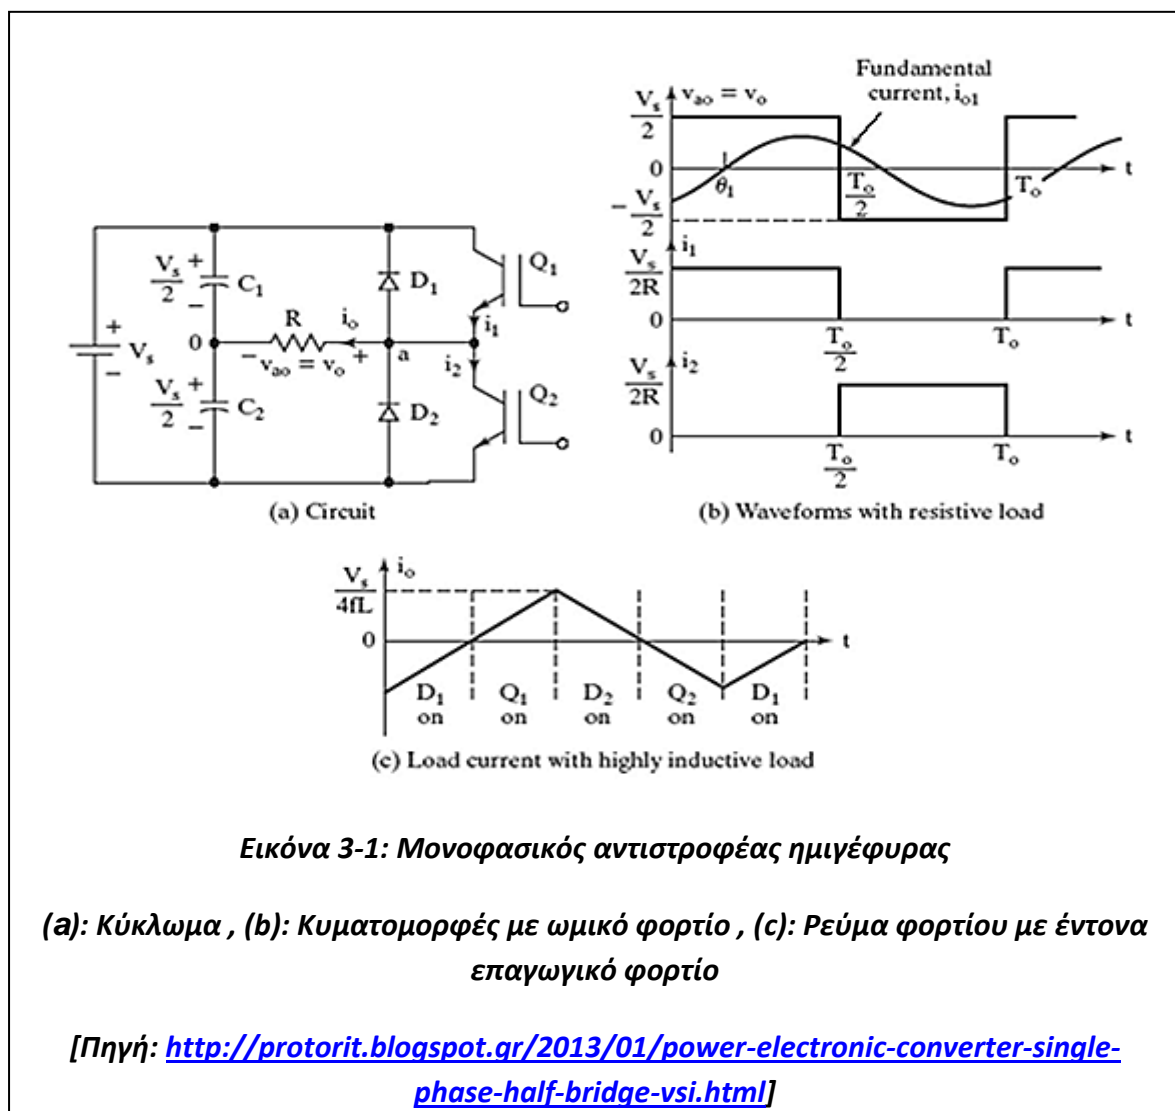 Fundamental
current, i_o1
V_s/2
v_ao = v_o
0
θ_1
T_o/2
T_o
t
-V_s/2
i_1
V_s/2R
0
T_o/2
T_o
t
i_2
V_s/2R
0
T_o/2
T_o
t
(b) Waveforms with resistive load
+
V_s
−
V_s/2
+
−
C_1
D_1
Q_1
R
i_o
i_1
0
−
v_ao = v_o
+
a
i_2
V_s/2
+
−
C_2
D_2
Q_2
(a) Circuit
V_s/4fL
i_o
0
t
D_1 on
Q_1 on
D_2 on
Q_2 on
D_1 on
(c) Load current with highly inductive load
Εικόνα 3-1: Μονοφασικός αντιστροφέας ημιγέφυρας
(a): Κύκλωμα , (b): Κυματομορφές με ωμικό φορτίο , (c): Ρεύμα φορτίου με έντονα
επαγωγικό φορτίο
[Πηγή: http://protorit.blogspot.gr/2013/01/power-electronic-converter-single-
phase-half-bridge-vsi.html]